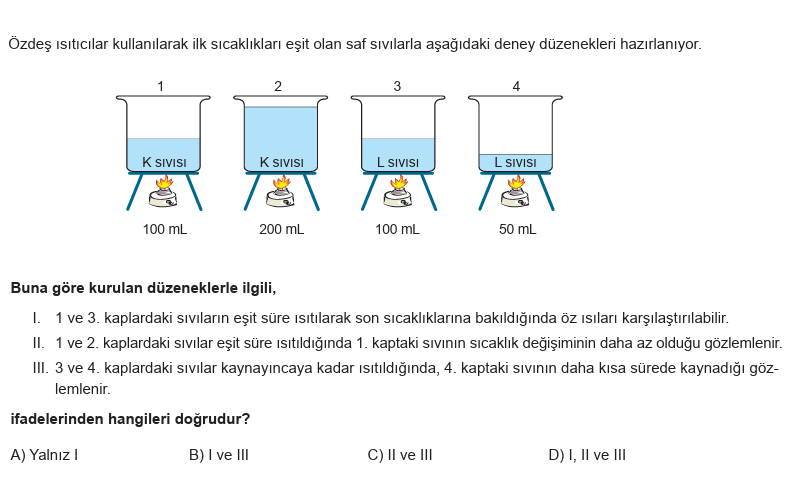 Özdeş ısıtıcılar kullanılarak ilk sıcaklıkları eşit olan saf sıvılarla aşağıdaki deney düzenekleri hazırlanıyor.
1 2 3 4
K sıvısı K sıvısı L sıvısı L sıvısı
100 mL 200 mL 100 mL 50 mL
Buna göre kurulan düzeneklerle ilgili,
I. 1 ve 3. kaplardaki sıvıların eşit süre ısıtılarak son sıcaklıklarına bakıldığında öz ısıları karşılaştırılabilir.
II. 1 ve 2. kaplardaki sıvılar eşit süre ısıtıldığında 1. kaptaki sıvının sıcaklık değişiminin daha az olduğu gözlemlenir.
III. 3 ve 4. kaplardaki sıvılar kaynayıncaya kadar ısıtıldığında, 4. kaptaki sıvının daha kısa sürede kaynadığı göz-
lemlenir.
ifadelerinden hangileri doğrudur?
A) Yalnız I B) I ve III C) II ve III D) I, II ve III